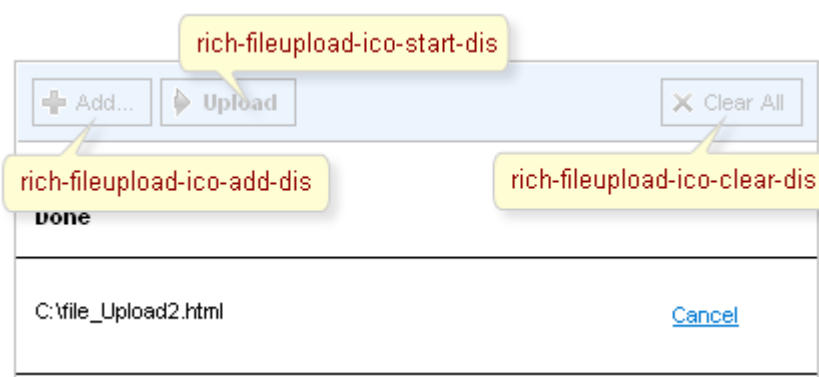 rich-fileupload-ico-start-dis
Add... Upload Clear All
rich-fileupload-ico-add-dis rich-fileupload-ico-clear-dis
Done
C:\file_Upload2.html Cancel